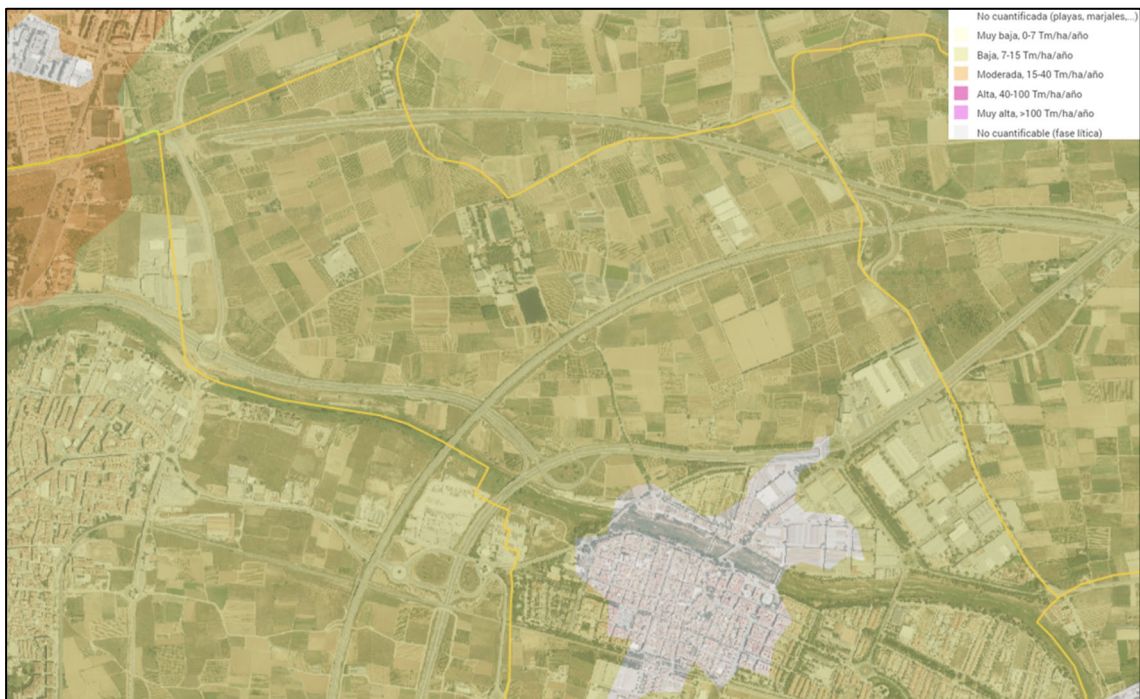 No cuantificada (playas, marjales,...)
Muy baja, 0-7 Tm/ha/año
Baja, 7-15 Tm/ha/año
Moderada, 15-40 Tm/ha/año
Alta, 40-100 Tm/ha/año
Muy alta, >100 Tm/ha/año
No cuantificable (fase lítica)